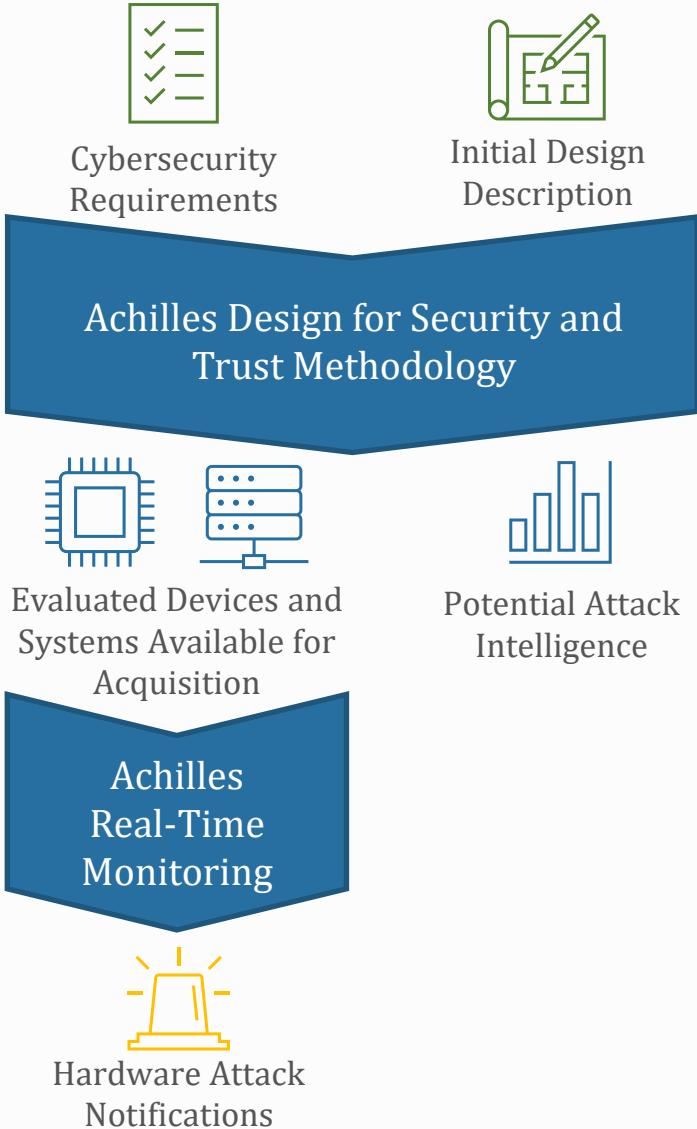 Cybersecurity
Requirements
Initial Design
Description
Achilles Design for Security and
Trust Methodology
Evaluated Devices and
Systems Available for
Acquisition
Potential Attack
Intelligence
Achilles
Real-Time
Monitoring
Hardware Attack
Notifications